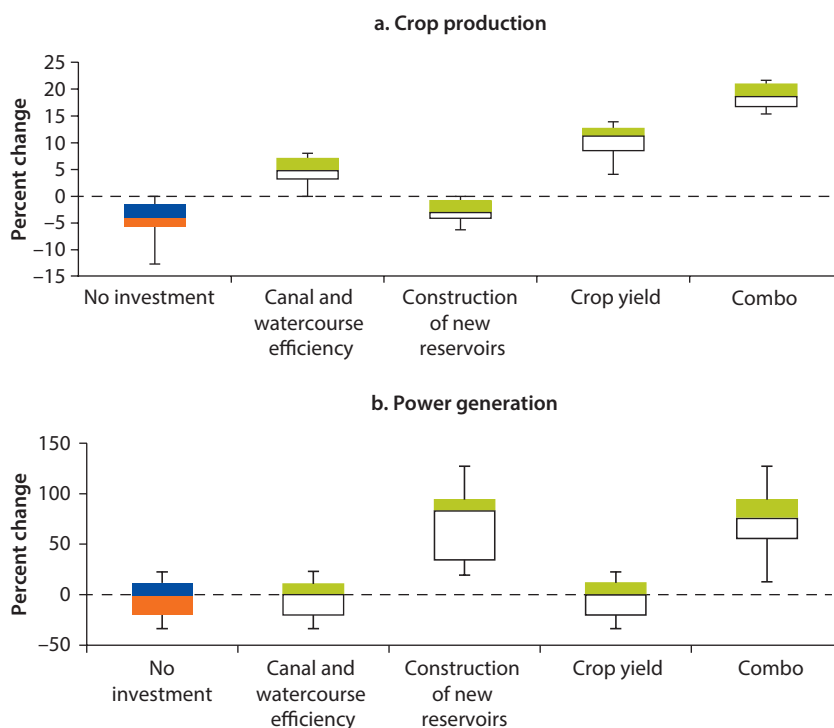 a. Crop production
Percent change
25
20
15
10
5
0
–5
–10
–15
No investment
Canal and
watercourse
efficiency
Construction
of new
reservoirs
Crop yield
Combo
b. Power generation
Percent change
150
100
50
0
–50
No
investment
Canal and
watercourse
efficiency
Construction
of new
reservoirs
Crop yield
Combo